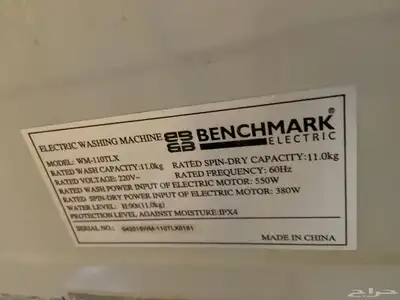 ELECTRIC WASHING MACHINE
BENCHMARK®
ELECTRIC
MODEL: WM-110TLX
RATED WASH CAPACITY:11.0kg RATED SPIN-DRY CAPACITY:11.0kg
RATED VOLTAGE: 220V~ RATED FREQUENCY: 60Hz
RATED WASH POWER INPUT OF ELECTRIC MOTOR: 550W
RATED SPIN-DRY POWER INPUT OF ELECTRIC MOTOR: 380W
WATER LEVEL:
PROTECTION LEVEL AGAINST MOISTURE:IPX4
MADE IN CHINA
SERIAL NO.:
حراج